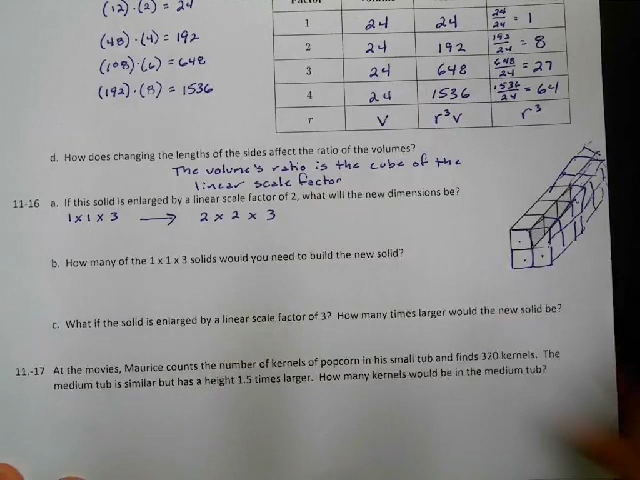 (12)·(2) = 24
(48)·(4) = 192
(108)·(6) = 648
(192)·(8) = 1536
Factor
1 24 24 24/24 = 1
2 24 192 192/24 = 8
3 24 648 648/24 = 27
4 24 1536 1536/24 = 64
r V r³V r³
d. How does changing the lengths of the sides affect the ratio of the volumes?
The volume's ratio is the cube of the
linear scale factor
11-16 a. If this solid is enlarged by a linear scale factor of 2, what will the new dimensions be?
1 x 1 x 3 → 2 x 2 x 3
b. How many of the 1 x 1 x 3 solids would you need to build the new solid?
c. What if the solid is enlarged by a linear scale factor of 3? How many times larger would the new solid be?
11.-17 At the movies, Maurice counts the number of kernels of popcorn in his small tub and finds 320 kernels. The
medium tub is similar but has a height 1.5 times larger. How many kernels would be in the medium tub?